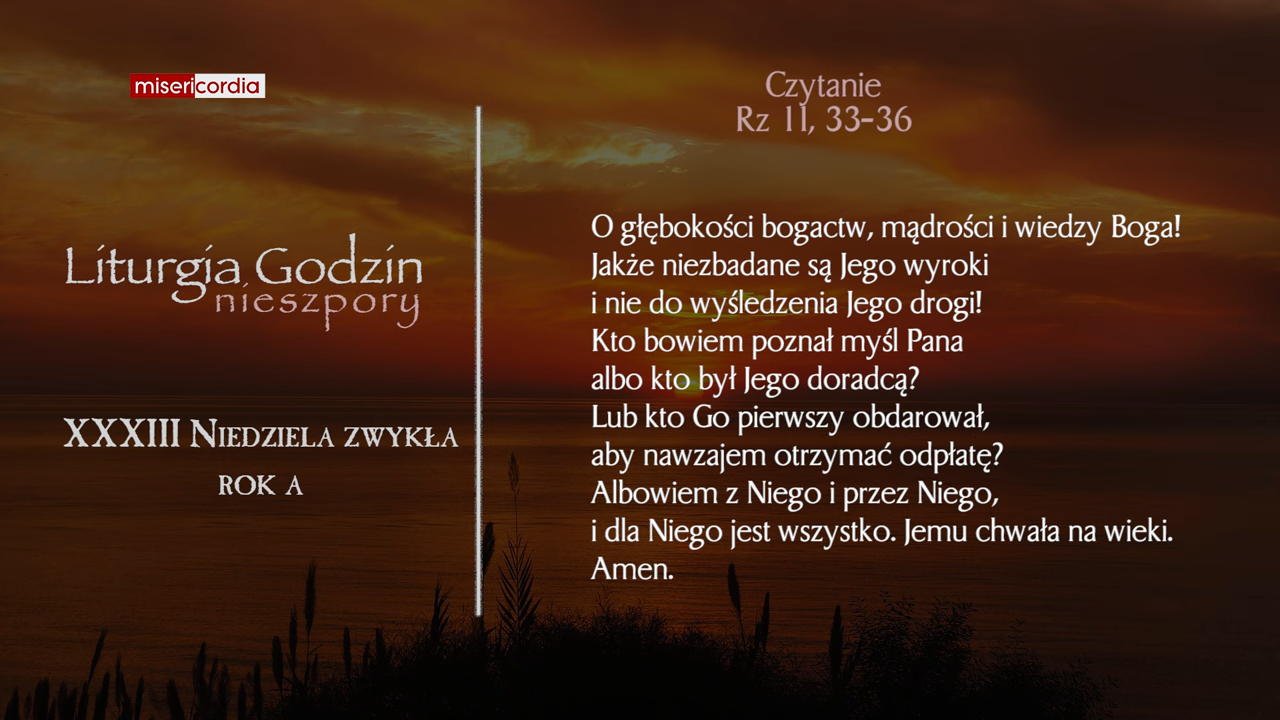 misericordia
Liturgia Godzin
nieszpory
XXXIII Niedziela zwykła
rok A
Czytanie
Rz 11, 33-36
O głębokości bogactw, mądrości i wiedzy Boga!
Jakże niezbadane są Jego wyroki
i nie do wyśledzenia Jego drogi!
Kto bowiem poznał myśl Pana
albo kto był Jego doradcą?
Lub kto Go pierwszy obdarował,
aby nawzajem otrzymać odpłatę?
Albowiem z Niego i przez Niego,
i dla Niego jest wszystko. Jemu chwała na wieki.
Amen.